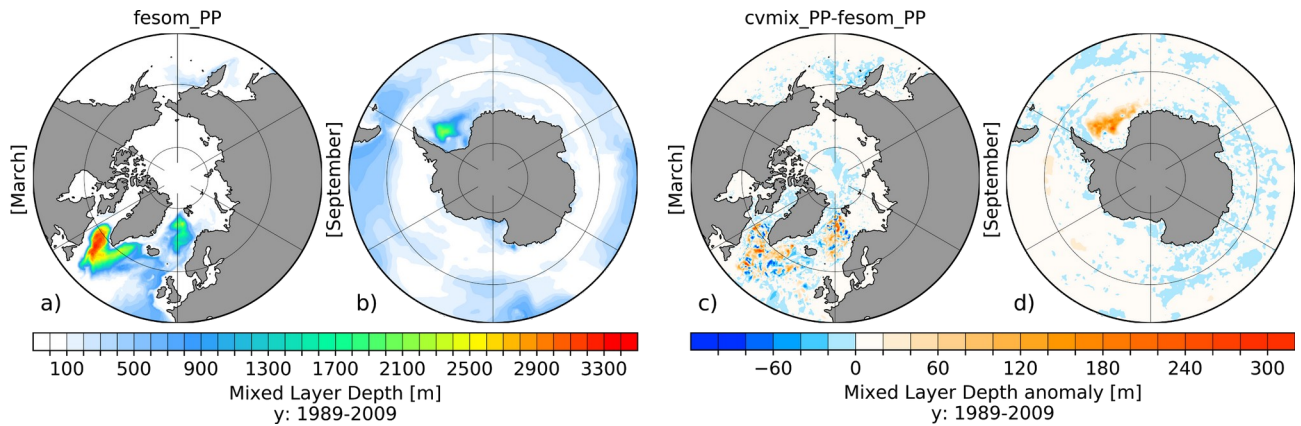 fesom_PP
cvmix_PP-fesom_PP
[March]
[September]
[March]
[September]
a)
b)
c)
d)
100 500 900 1300 1700 2100 2500 2900 3300
−60 0 60 120 180 240 300
Mixed Layer Depth [m]
y: 1989-2009
Mixed Layer Depth anomaly [m]
y: 1989-2009